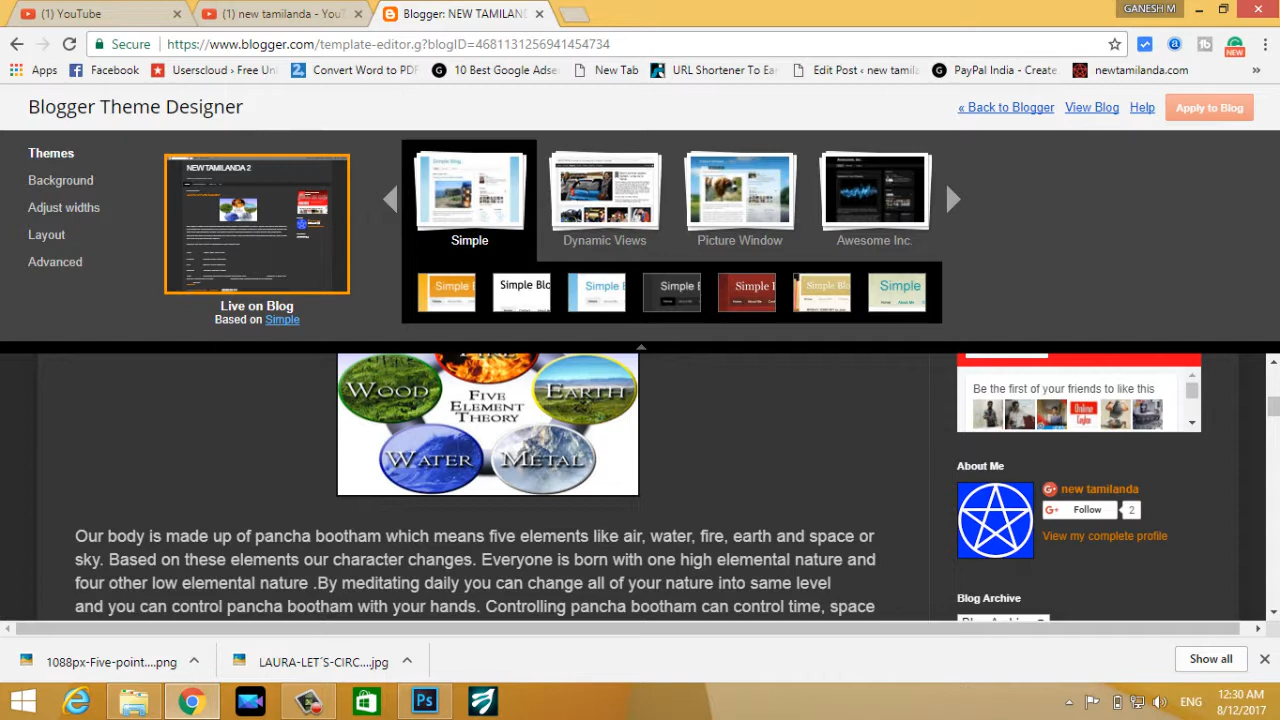 (1) YouTube
(1) new tamilanda - YouT
Blogger: NEW TAMILAND
GANESH M
Secure
https://www.blogger.com/template-editor.g?blogID=4681131256941454734
NEW
Apps
Facebook
Userscloud › Free Unl
Convert Word to PDF
10 Best Google Adse
New Tab
URL Shortener To Ear
Edit Post ‹ new tamila
PayPal India - Create
newtamilanda.com
»
Blogger Theme Designer
« Back to Blogger
View Blog
Help
Apply to Blog
Themes
Background
Adjust widths
Layout
Advanced
NEWTAMILANDA 2
Live on Blog
Based on Simple
Simple
Dynamic Views
Picture Window
Awesome Inc.
Simple B
Simple Blo
Simple B
Simple E
Simple I
Simple Blo
Simple
WOOD
FIRE
EARTH
FIVE
ELEMENT
THEORY
WATER
METAL
Our body is made up of pancha bootham which means five elements like air, water, fire, earth and space or
sky. Based on these elements our character changes. Everyone is born with one high elemental nature and
four other low elemental nature .By meditating daily you can change all of your nature into same level
and you can control pancha bootham with your hands. Controlling pancha bootham can control time, space
Be the first of your friends to like this
About Me
new tamilanda
Follow
2
View my complete profile
Blog Archive
1088px-Five-point....png
LAURA-LET´S-CIRC....jpg
Show all
ENG
12:30 AM
8/12/2017